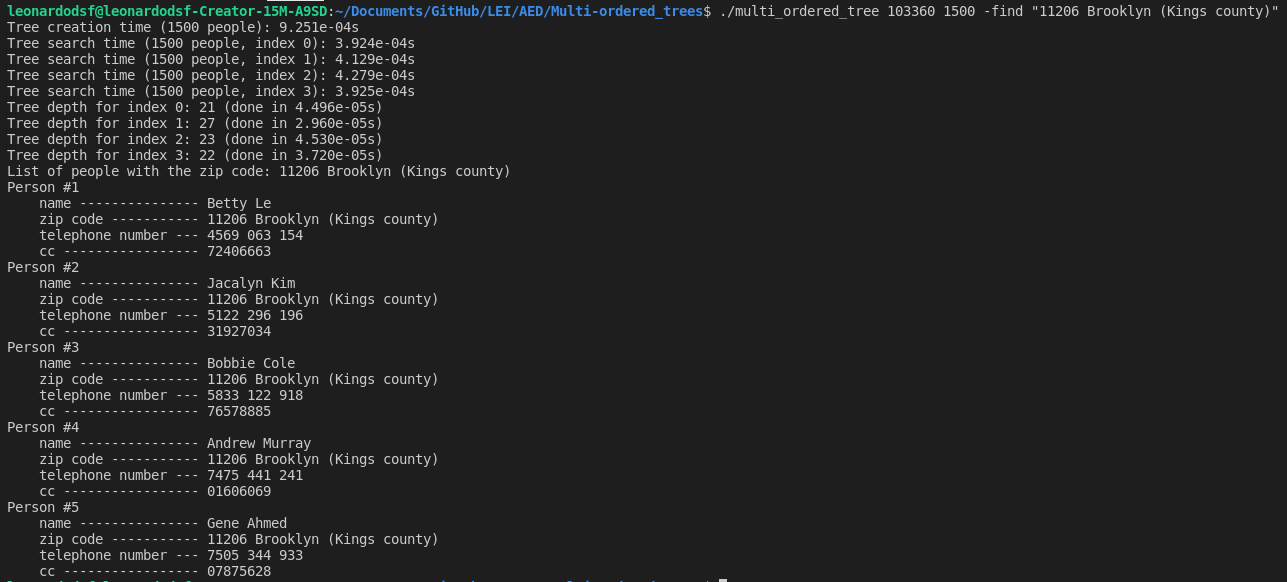 leonardodsf@leonardodsf-Creator-15M-A9SD:~/Documents/GitHub/LEI/AED/Multi-ordered_trees$ ./multi_ordered_tree 103360 1500 -find "11206 Brooklyn (Kings county)"
Tree creation time (1500 people): 9.251e-04s
Tree search time (1500 people, index 0): 3.924e-04s
Tree search time (1500 people, index 1): 4.129e-04s
Tree search time (1500 people, index 2): 4.279e-04s
Tree search time (1500 people, index 3): 3.925e-04s
Tree depth for index 0: 21 (done in 4.496e-05s)
Tree depth for index 1: 27 (done in 2.960e-05s)
Tree depth for index 2: 23 (done in 4.530e-05s)
Tree depth for index 3: 22 (done in 3.720e-05s)
List of people with the zip code: 11206 Brooklyn (Kings county)
Person #1
    name --------------- Betty Le
    zip code ----------- 11206 Brooklyn (Kings county)
    telephone number --- 4569 063 154
    cc ----------------- 72406663
Person #2
    name --------------- Jacalyn Kim
    zip code ----------- 11206 Brooklyn (Kings county)
    telephone number --- 5122 296 196
    cc ----------------- 31927034
Person #3
    name --------------- Bobbie Cole
    zip code ----------- 11206 Brooklyn (Kings county)
    telephone number --- 5833 122 918
    cc ----------------- 76578885
Person #4
    name --------------- Andrew Murray
    zip code ----------- 11206 Brooklyn (Kings county)
    telephone number --- 7475 441 241
    cc ----------------- 01606069
Person #5
    name --------------- Gene Ahmed
    zip code ----------- 11206 Brooklyn (Kings county)
    telephone number --- 7505 344 933
    cc ----------------- 07875628